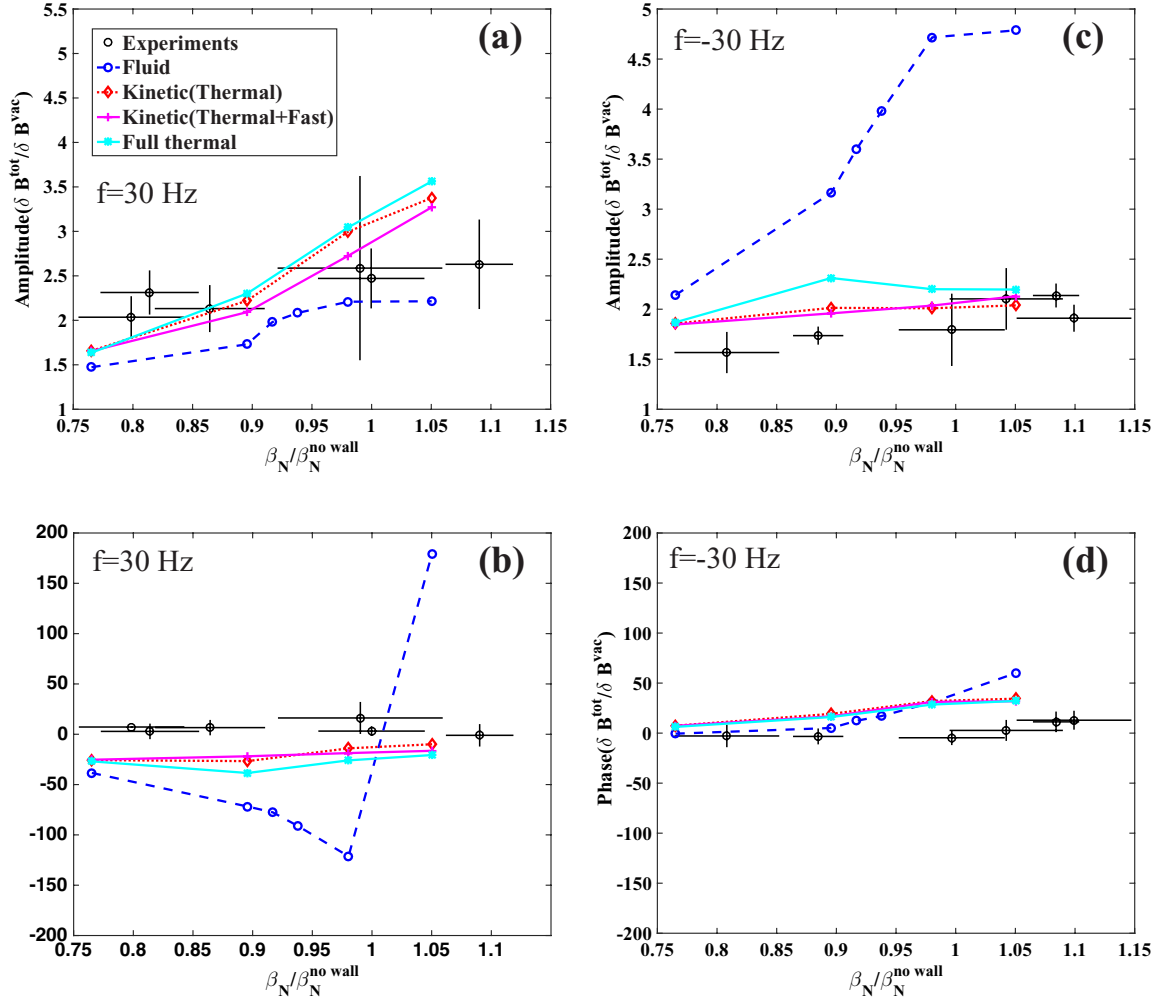 (a)
5.5
5
4.5
4
3.5
3
2.5
2
1.5
1
Amplitude(δ B^tot/δ B^vac)
Experiments
Fluid
Kinetic(Thermal)
Kinetic(Thermal+Fast)
Full thermal
f=30 Hz
0.75 0.8 0.85 0.9 0.95 1 1.05 1.1 1.15
β_N/β_N^no wall
(c)
f=-30 Hz
5
4.5
4
3.5
3
2.5
2
1.5
1
Amplitude(δ B^tot/δ B^vac)
0.75 0.8 0.85 0.9 0.95 1 1.05 1.1 1.15
β_N/β_N^no wall
(b)
f=30 Hz
200
150
100
50
0
-50
-100
-150
-200
0.75 0.8 0.85 0.9 0.95 1 1.05 1.1
β_N/β_N^no wall
(d)
f=-30 Hz
200
150
100
50
0
-50
-100
-150
-200
Phase(δ B^tot/δ B^vac)
0.75 0.8 0.85 0.9 0.95 1 1.05 1.1 1.15
β_N/β_N^no wall